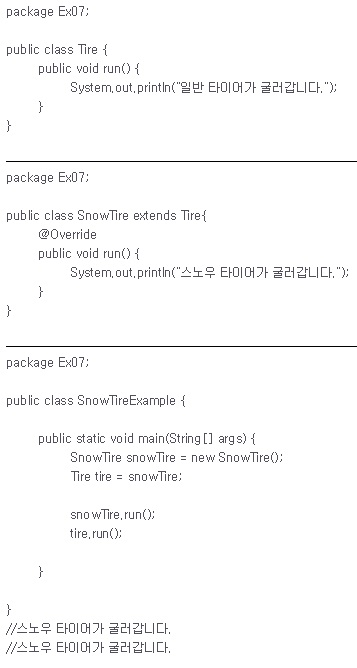 package Ex07;
public class Tire {
public void run() {
System.out.println("일반 타이어가 굴러갑니다.");
}
}
package Ex07;
public class SnowTire extends Tire{
@Override
public void run() {
System.out.println("스노우 타이어가 굴러갑니다.");
}
}
package Ex07;
public class SnowTireExample {
public static void main(String[] args) {
SnowTire snowTire = new SnowTire();
Tire tire = snowTire;
snowTire.run();
tire.run();
}
}
//스노우 타이어가 굴러갑니다.
//스노우 타이어가 굴러갑니다.